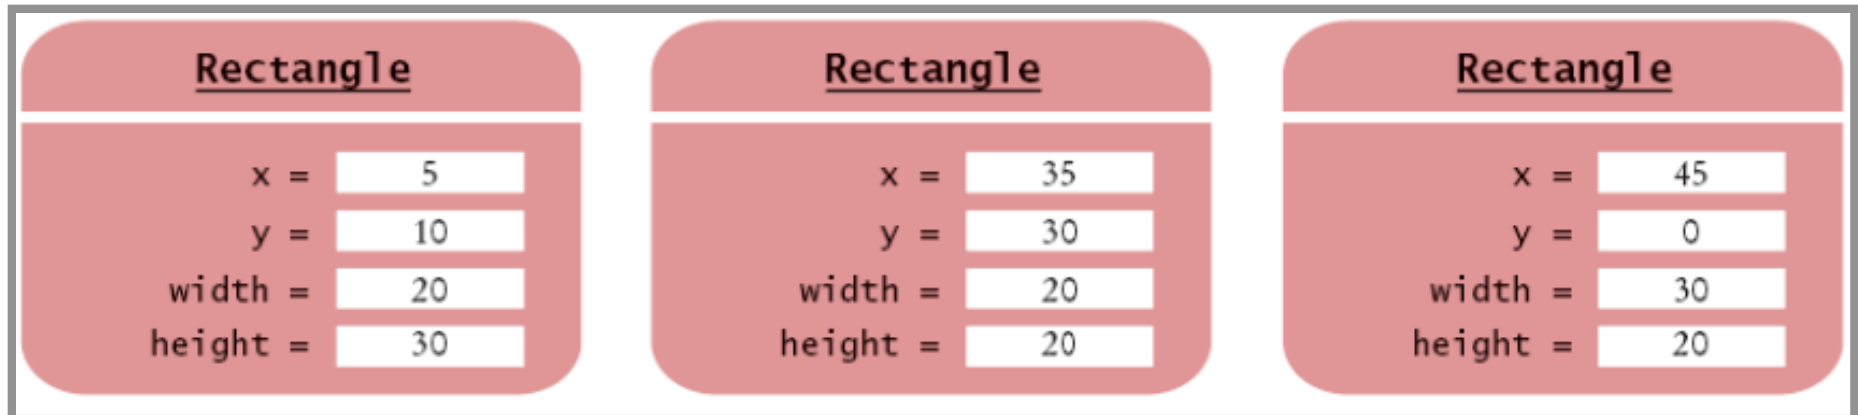 Rectangle
x = 5
y = 10
width = 20
height = 30
Rectangle
x = 35
y = 30
width = 20
height = 20
Rectangle
x = 45
y = 0
width = 30
height = 20